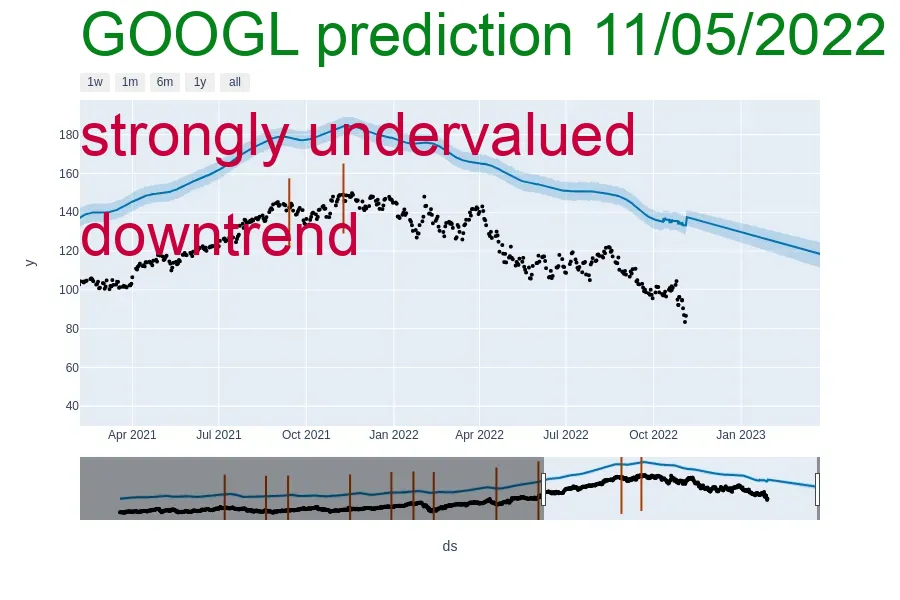 GOOGL prediction 11/05/2022
1w 1m 6m 1y all
strongly undervalued
downtrend
180
160
140
120
100
80
60
40
y
Apr 2021 Jul 2021 Oct 2021 Jan 2022 Apr 2022 Jul 2022 Oct 2022 Jan 2023
ds